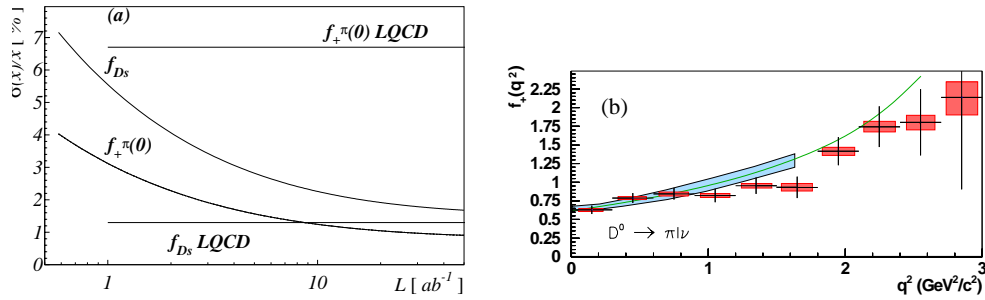 (a)
f+π(0) LQCD
fDs
f+π(0)
fDs LQCD
σ(x)/x [ %]
7
6
5
4
3
2
1
0
1
10
L [ ab-1 ]
(b)
f+(q2)
2.25
2
1.75
1.5
1.25
1
0.75
0.5
0.25
D0 → πlν
0
1
2
3
q2 (GeV2/c2)